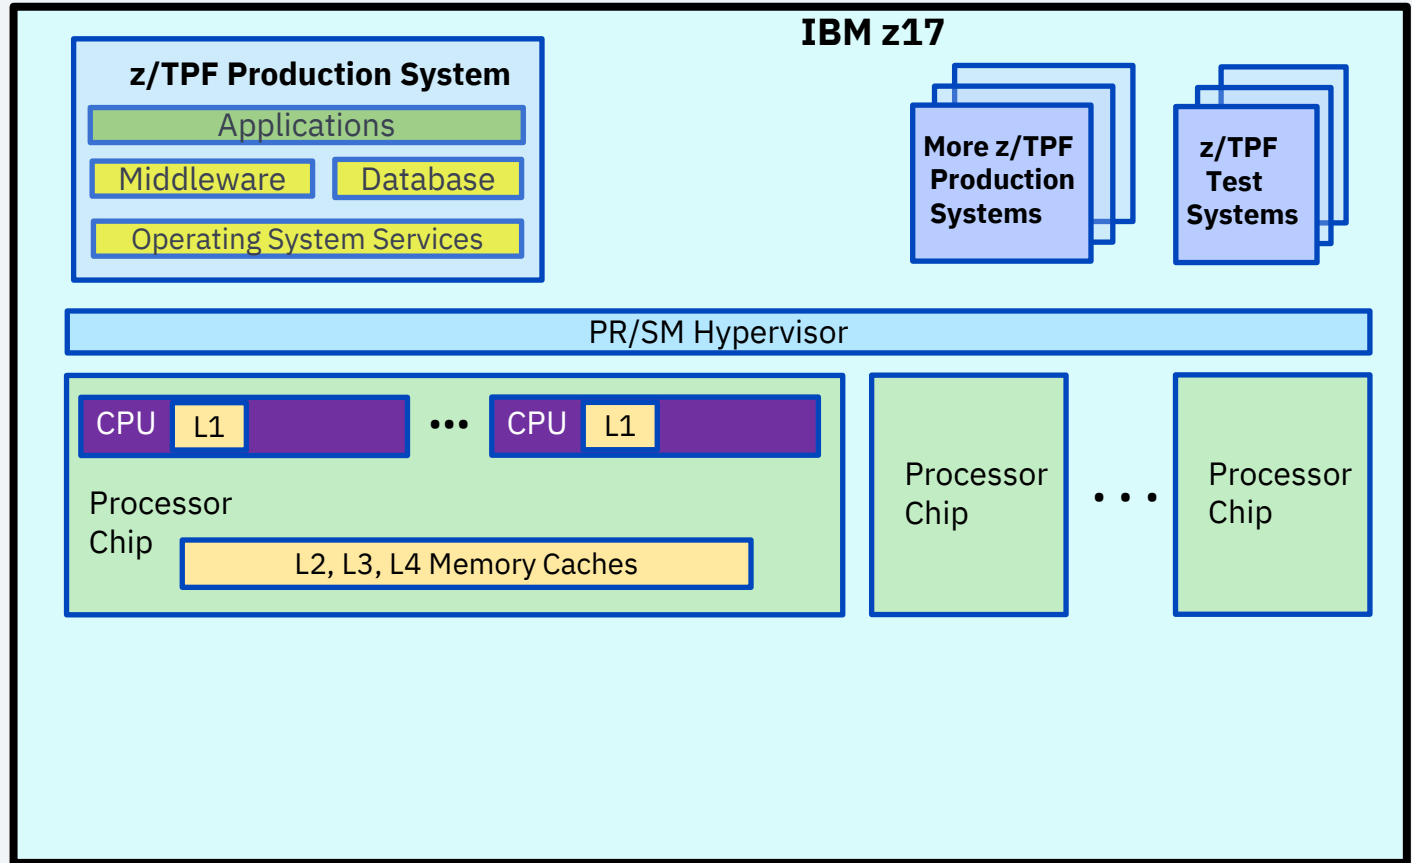 IBM z17
z/TPF Production System
Applications
Middleware
Database
Operating System Services
More z/TPF
Production
Systems
z/TPF
Test
Systems
PR/SM Hypervisor
CPU
L1
...
CPU
L1
Processor
Chip
L2, L3, L4 Memory Caches
Processor
Chip
. . .
Processor
Chip